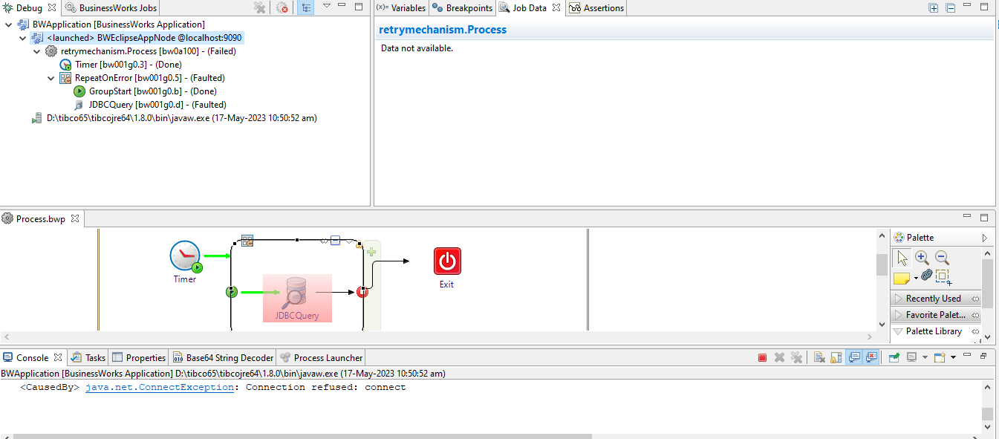 Debug
BusinessWorks Jobs
BWApplication [BusinessWorks Application]
<launched> BWEclipseAppNode @localhost:9090
retrymechanism.Process [bw0a100] - (Failed)
Timer [bw001g0.3] - (Done)
RepeatOnError [bw001g0.5] - (Faulted)
GroupStart [bw001g0.b] - (Done)
JDBCQuery [bw001g0.d] - (Faulted)
D:\tibco65\tibcojre64\1.8.0\bin\javaw.exe (17-May-2023 10:50:52 am)
(x)= Variables
Breakpoints
Job Data
Assertions
retrymechanism.Process
Data not available.
Process.bwp
Timer
JDBCQuery
Exit
Palette
Recently Used
Favorite Palet...
Palette Library
Console
Tasks
Properties
Base64 String Decoder
Process Launcher
BWApplication [BusinessWorks Application] D:\tibco65\tibcojre64\1.8.0\bin\javaw.exe (17-May-2023 10:50:52 am)
<CausedBy> java.net.ConnectException: Connection refused: connect